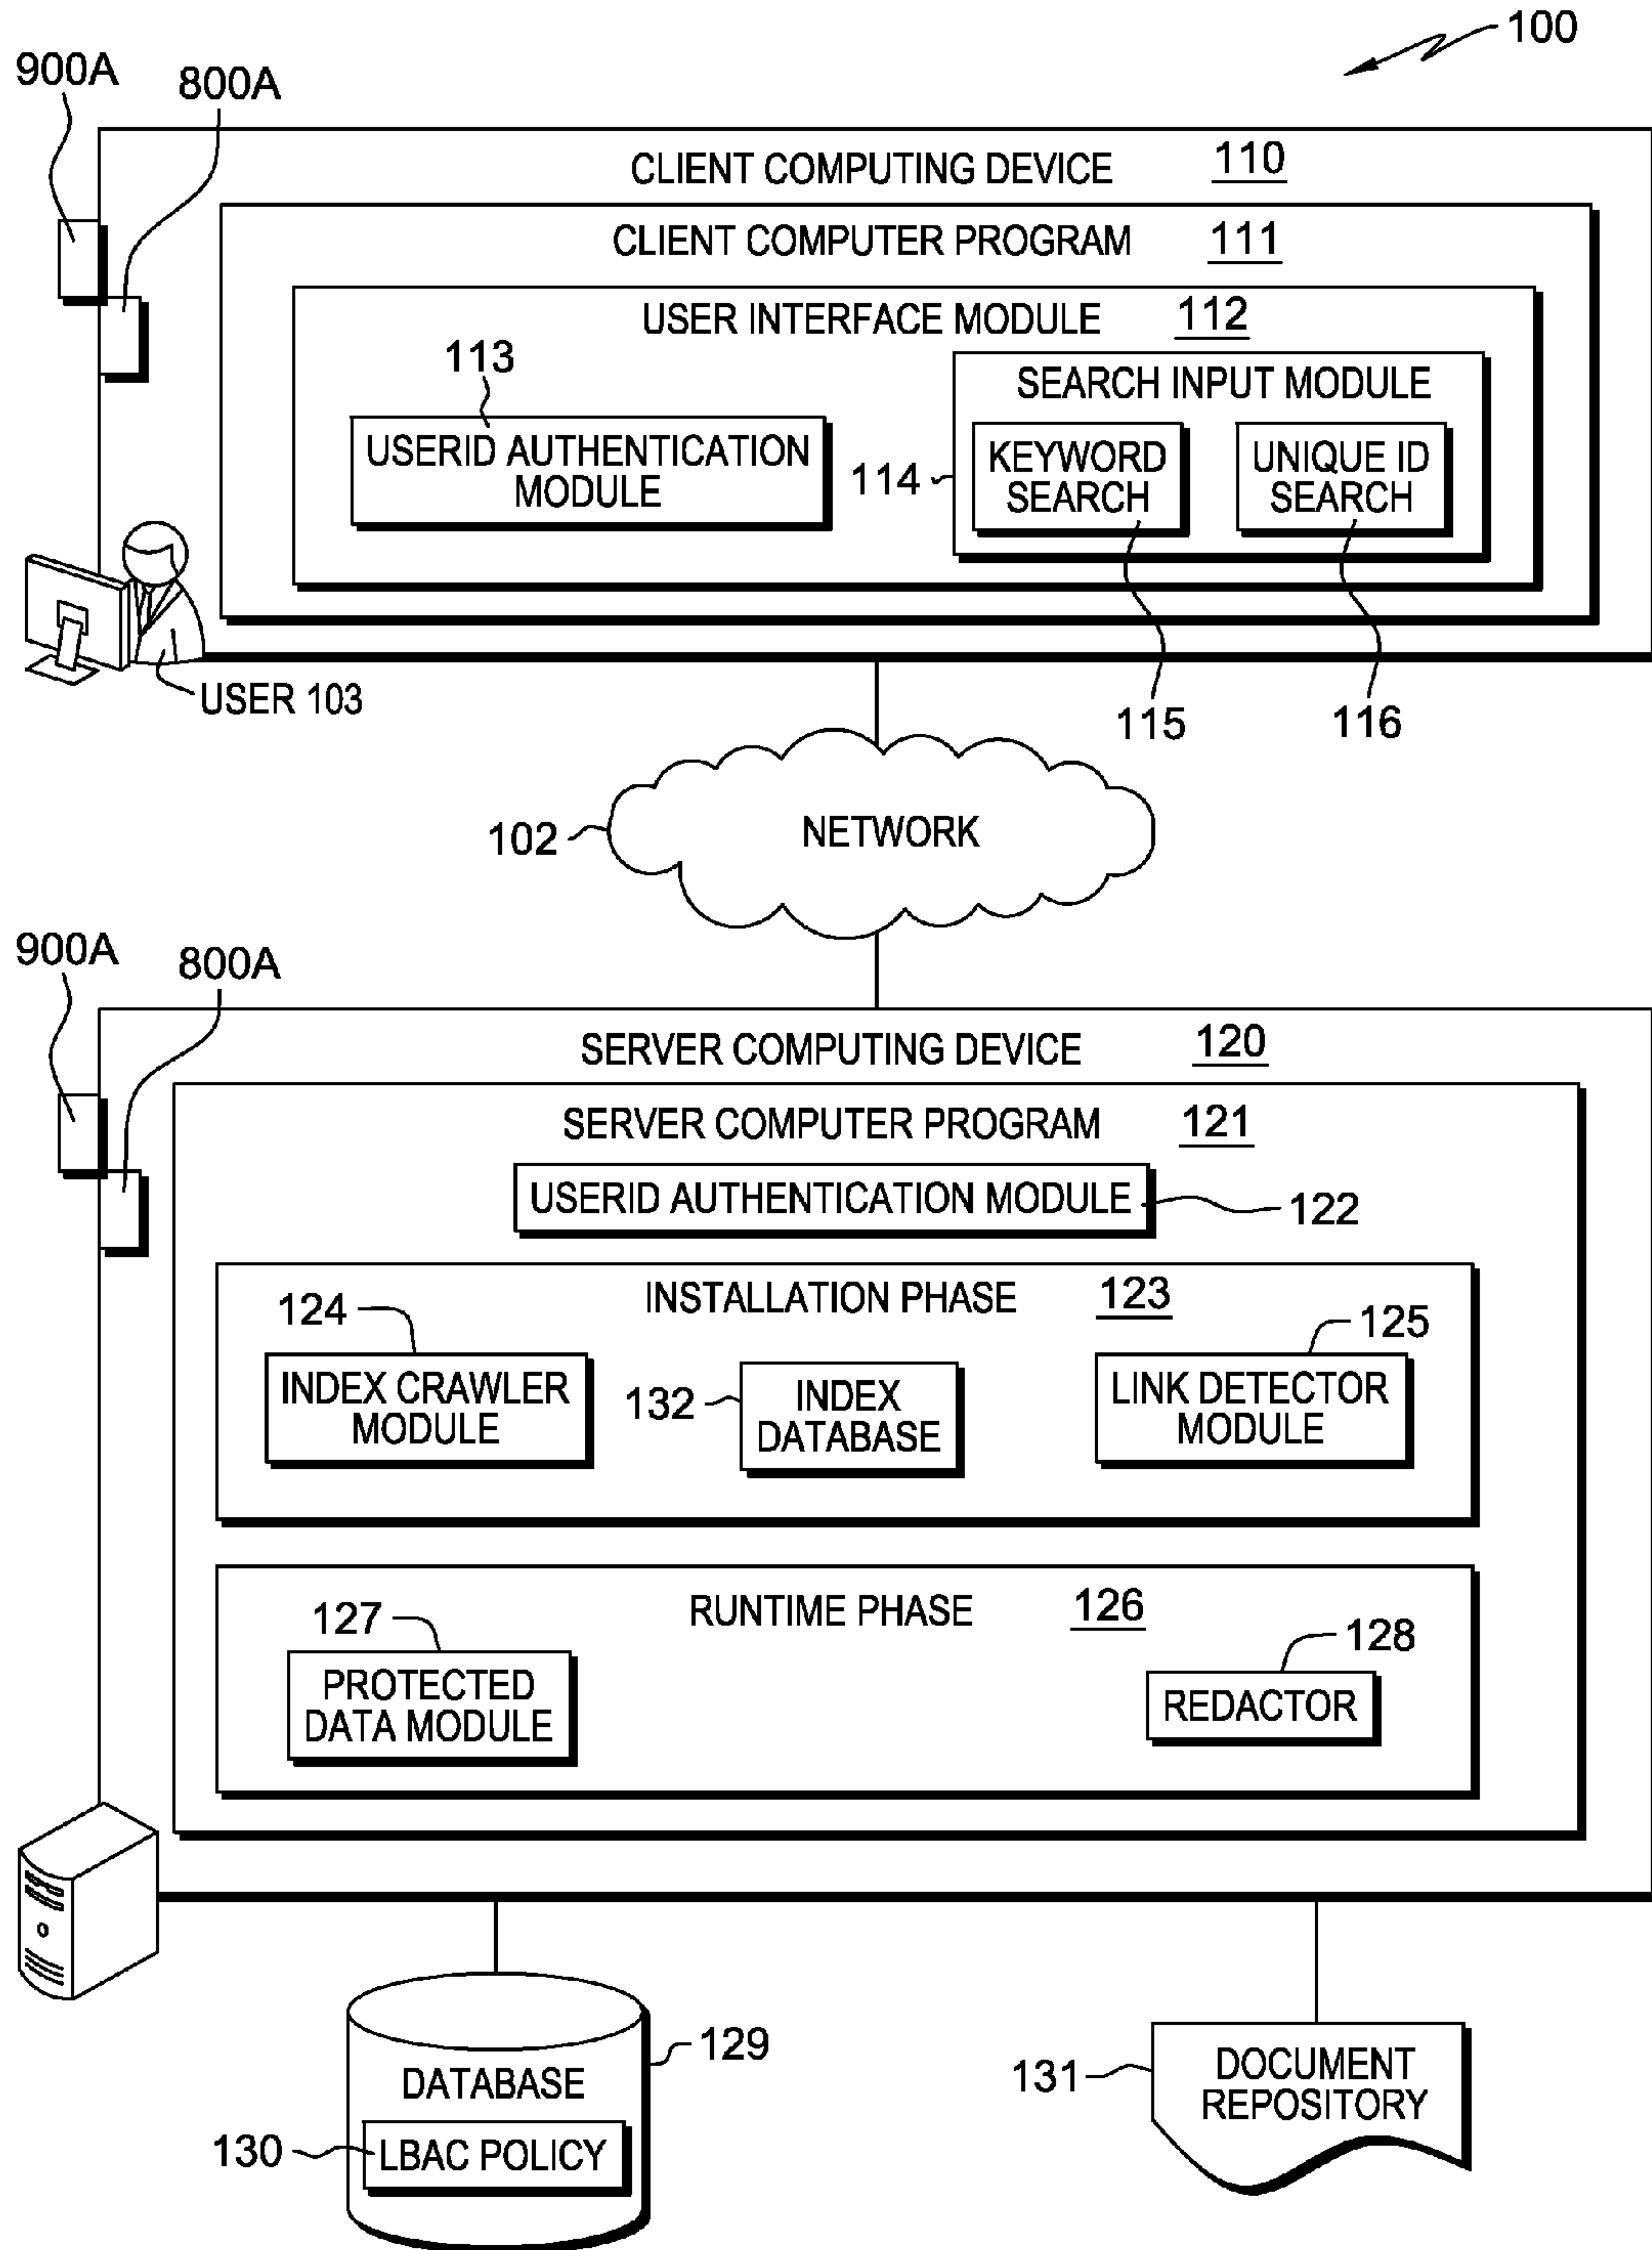 100
900A
800A
CLIENT COMPUTING DEVICE 110
CLIENT COMPUTER PROGRAM 111
USER INTERFACE MODULE 112
113
USERID AUTHENTICATION
MODULE
SEARCH INPUT MODULE
114
KEYWORD
SEARCH
UNIQUE ID
SEARCH
USER 103
115
116
102
NETWORK
900A
800A
SERVER COMPUTING DEVICE 120
SERVER COMPUTER PROGRAM 121
USERID AUTHENTICATION MODULE
122
INSTALLATION PHASE 123
124
INDEX CRAWLER
MODULE
132
INDEX
DATABASE
125
LINK DETECTOR
MODULE
RUNTIME PHASE 126
127
PROTECTED
DATA MODULE
128
REDACTOR
DATABASE
129
130
LBAC POLICY
131
DOCUMENT
REPOSITORY